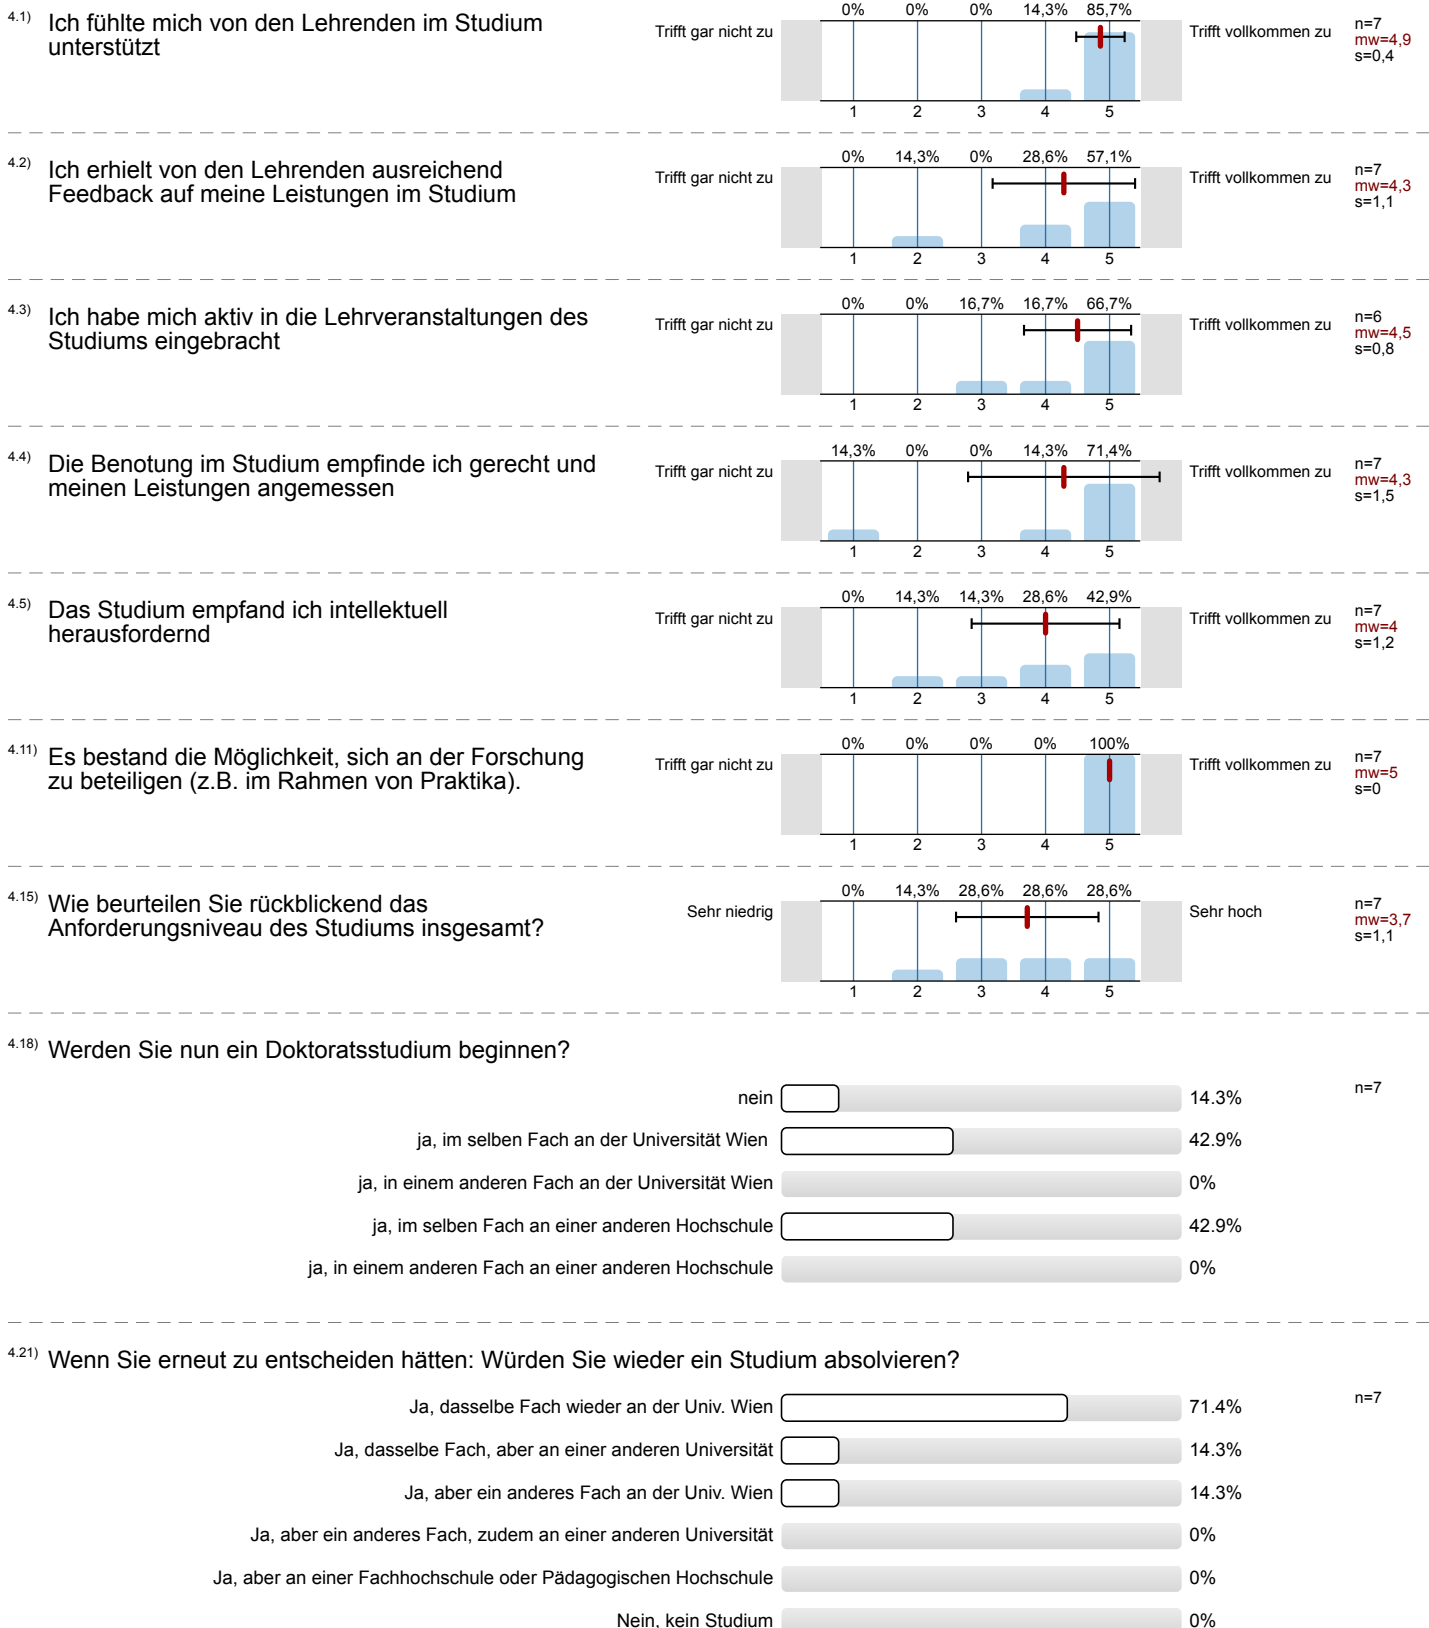 4.1) Ich fühlte mich von den Lehrenden im Studium
unterstützt
Trifft gar nicht zu
0% 0% 0% 14,3% 85,7%
1 2 3 4 5
Trifft vollkommen zu
n=7
mw=4,9
s=0,4
4.2) Ich erhielt von den Lehrenden ausreichend
Feedback auf meine Leistungen im Studium
Trifft gar nicht zu
0% 14,3% 0% 28,6% 57,1%
1 2 3 4 5
Trifft vollkommen zu
n=7
mw=4,3
s=1,1
4.3) Ich habe mich aktiv in die Lehrveranstaltungen des
Studiums eingebracht
Trifft gar nicht zu
0% 0% 16,7% 16,7% 66,7%
1 2 3 4 5
Trifft vollkommen zu
n=6
mw=4,5
s=0,8
4.4) Die Benotung im Studium empfinde ich gerecht und
meinen Leistungen angemessen
Trifft gar nicht zu
14,3% 0% 0% 14,3% 71,4%
1 2 3 4 5
Trifft vollkommen zu
n=7
mw=4,3
s=1,5
4.5) Das Studium empfand ich intellektuell
herausfordernd
Trifft gar nicht zu
0% 14,3% 14,3% 28,6% 42,9%
1 2 3 4 5
Trifft vollkommen zu
n=7
mw=4
s=1,2
4.11) Es bestand die Möglichkeit, sich an der Forschung
zu beteiligen (z.B. im Rahmen von Praktika).
Trifft gar nicht zu
0% 0% 0% 0% 100%
1 2 3 4 5
Trifft vollkommen zu
n=7
mw=5
s=0
4.15) Wie beurteilen Sie rückblickend das
Anforderungsniveau des Studiums insgesamt?
Sehr niedrig
0% 14,3% 28,6% 28,6% 28,6%
1 2 3 4 5
Sehr hoch
n=7
mw=3,7
s=1,1
4.18) Werden Sie nun ein Doktoratsstudium beginnen?
nein 14.3% n=7
ja, im selben Fach an der Universität Wien 42.9%
ja, in einem anderen Fach an der Universität Wien 0%
ja, im selben Fach an einer anderen Hochschule 42.9%
ja, in einem anderen Fach an einer anderen Hochschule 0%
4.21) Wenn Sie erneut zu entscheiden hätten: Würden Sie wieder ein Studium absolvieren?
Ja, dasselbe Fach wieder an der Univ. Wien 71.4% n=7
Ja, dasselbe Fach, aber an einer anderen Universität 14.3%
Ja, aber ein anderes Fach an der Univ. Wien 14.3%
Ja, aber ein anderes Fach, zudem an einer anderen Universität 0%
Ja, aber an einer Fachhochschule oder Pädagogischen Hochschule 0%
Nein, kein Studium 0%